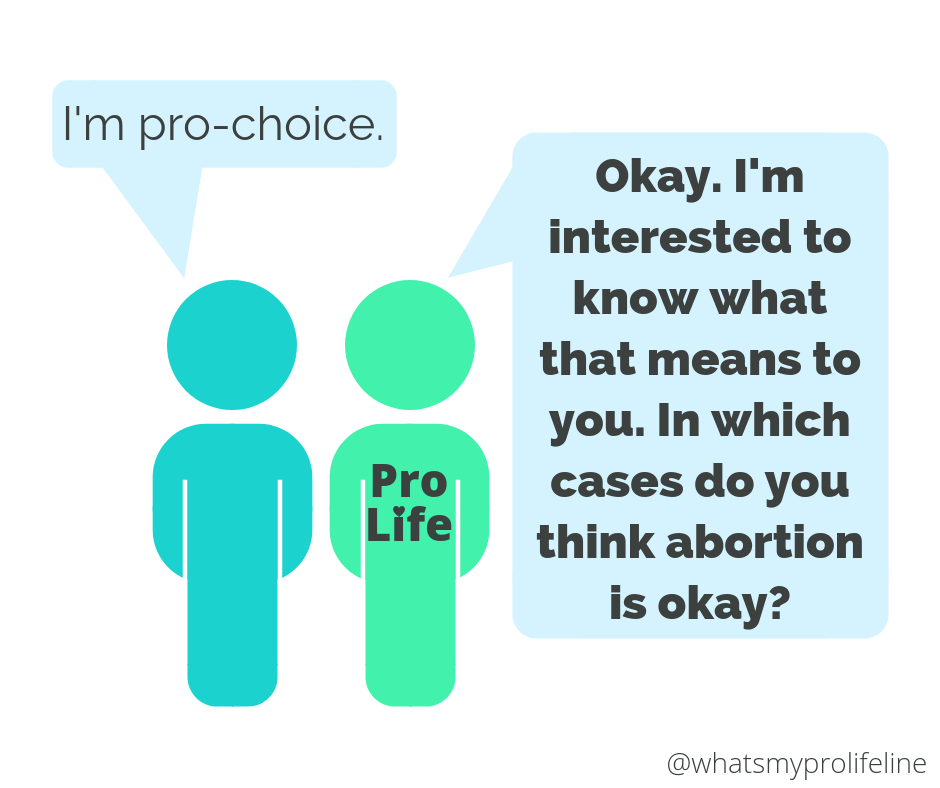 I'm pro-choice.
Okay. I'm
interested to
know what
that means to
you. In which
cases do you
think abortion
is okay?
Pro
Life
@whatsmyprolifeline